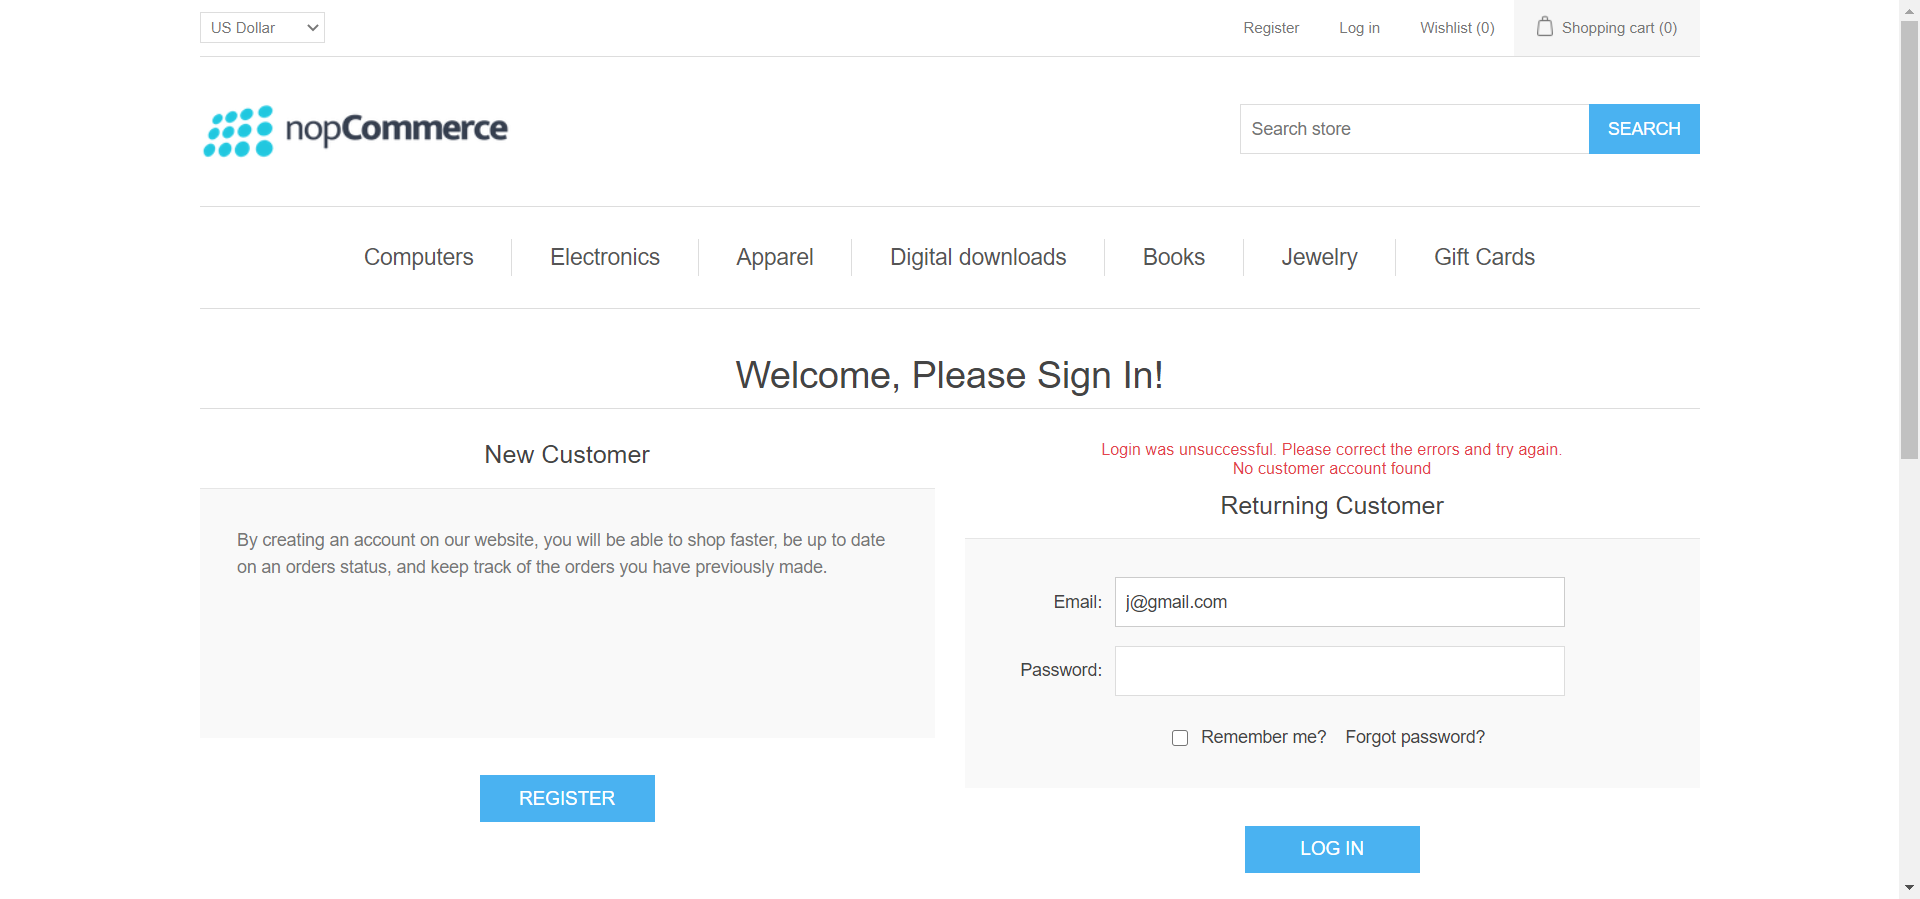 US Dollar
Register
Log in
Wishlist (0)
Shopping cart (0)
nopCommerce
Search store
SEARCH
Computers
Electronics
Apparel
Digital downloads
Books
Jewelry
Gift Cards
Welcome, Please Sign In!
New Customer
By creating an account on our website, you will be able to shop faster, be up to date
on an orders status, and keep track of the orders you have previously made.
REGISTER
Login was unsuccessful. Please correct the errors and try again.
No customer account found
Returning Customer
Email:
j@gmail.com
Password:
Remember me?
Forgot password?
LOG IN